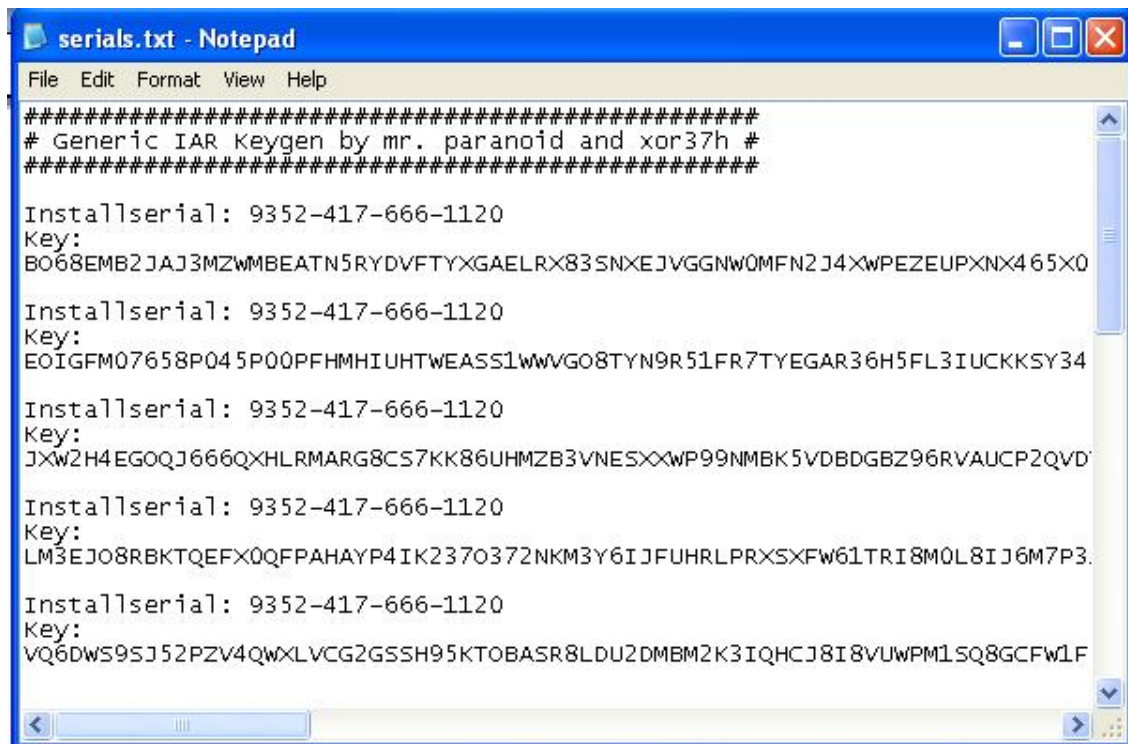 serials.txt - Notepad
File Edit Format View Help
##################################################
# Generic IAR Keygen by mr. paranoid and xor37h #
##################################################
Installserial: 9352-417-666-1120
Key:
BO68EMB2JAJ3MZWMBEATN5RYDVFTYXGAELRX83SNXEJVGGNW0MFN2J4XWPEZEUPXNX465X0
Installserial: 9352-417-666-1120
Key:
EOIGFM07658P045P00PFHMHIUHTWEASS1WWVGO8TYN9R51FR7TYEGAR36H5FL3IUCKKSY34
Installserial: 9352-417-666-1120
Key:
JXW2H4EGOQJ666QXHLRMARG8CS7KK86UHMZB3VNESXXWP99NMBK5VDBDGBZ96RVAUCP2QVD
Installserial: 9352-417-666-1120
Key:
LM3EJO8RBKTQEFX0QFPAHAYP4IK237O372NKM3Y6IJFUHRLPRXSXFW61TRI8M0L8IJ6M7P3
Installserial: 9352-417-666-1120
Key:
VQ6DWS9SJ52PZV4QWXLVCG2GSSH95KTOBASR8LDU2DMBM2K3IQHCJ8I8VUWPM1SQ8GCFW1F